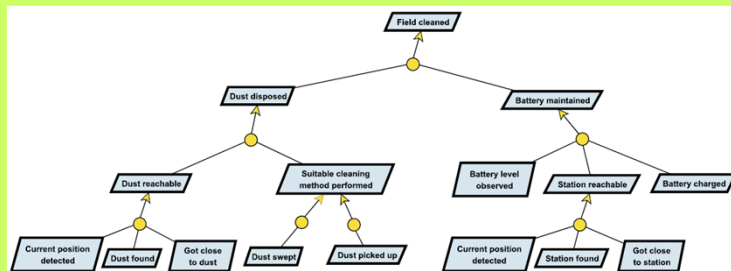 Field cleaned
Dust disposed
Battery maintained
Dust reachable
Suitable cleaning
method performed
Battery level
observed
Station reachable
Battery charged
Current position
detected
Dust found
Got close
to dust
Dust swept
Dust picked up
Current position
detected
Station found
Got close
to station